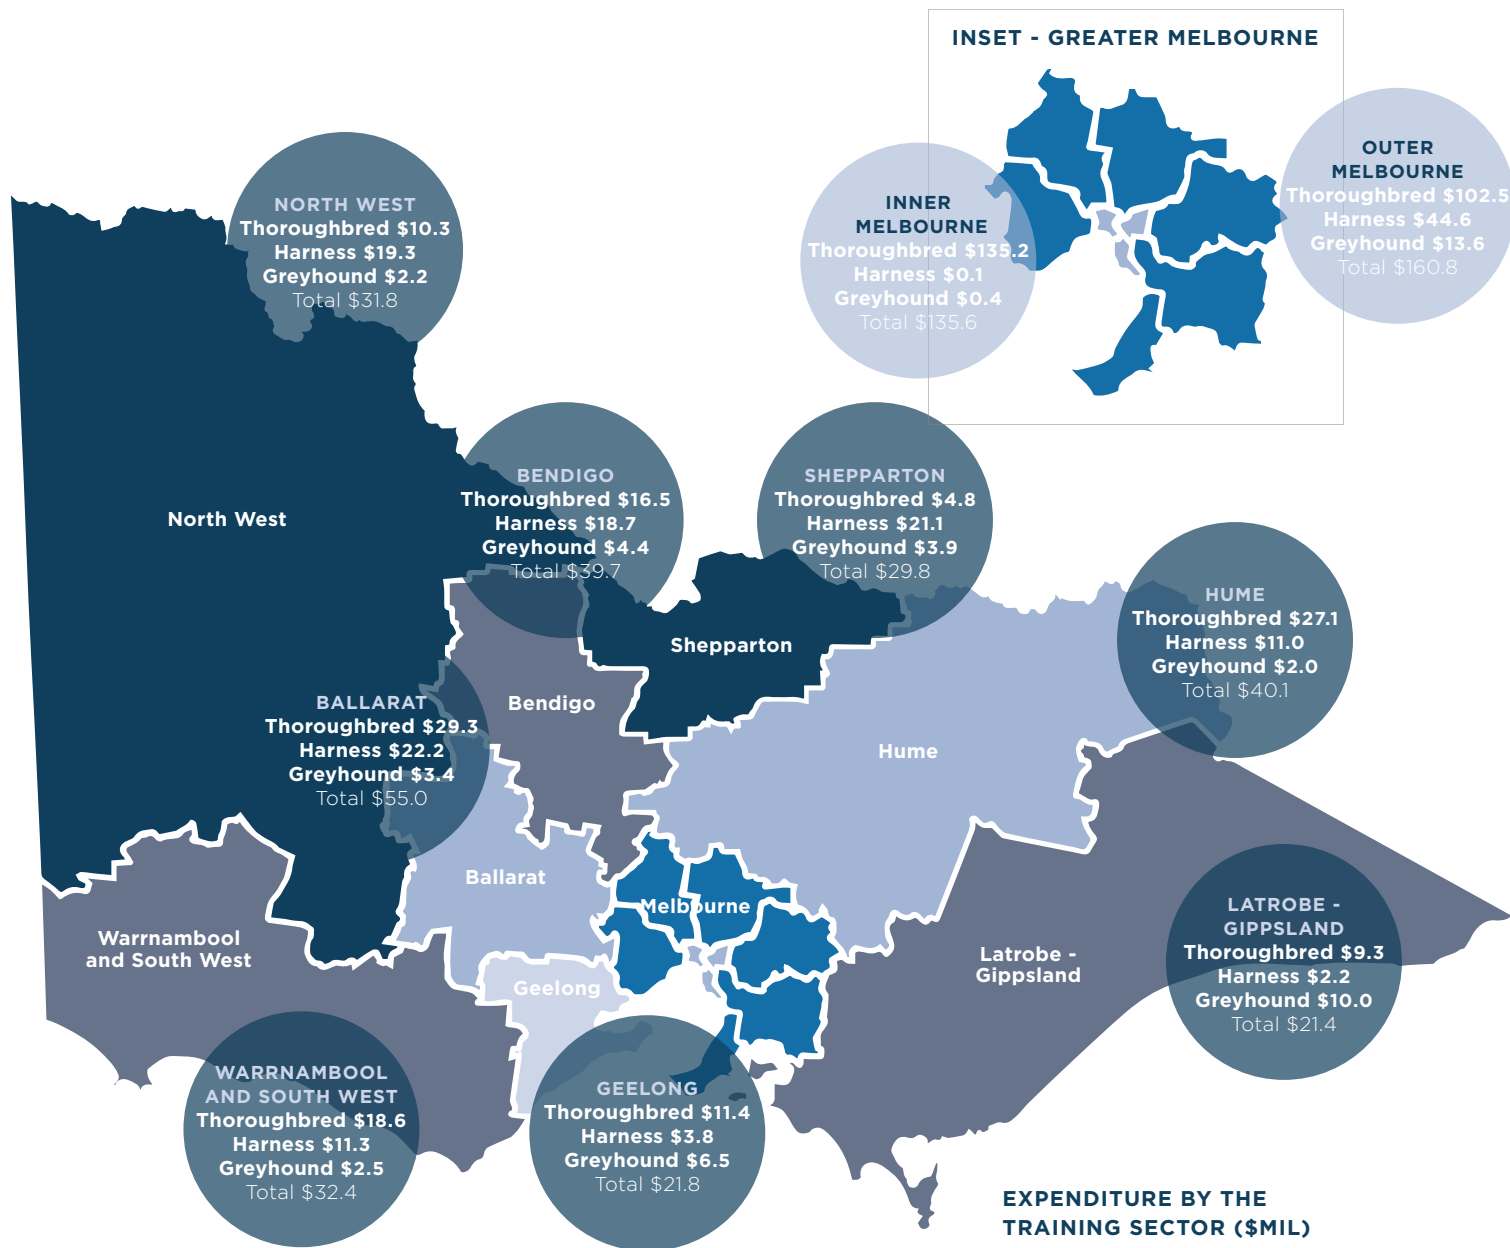 INSET - GREATER MELBOURNE
OUTER
MELBOURNE
Thoroughbred $102.5
Harness $44.6
Greyhound $13.6
Total $160.8
INNER
MELBOURNE
Thoroughbred $135.2
Harness $0.1
Greyhound $0.4
Total $135.6
NORTH WEST
Thoroughbred $10.3
Harness $19.3
Greyhound $2.2
Total $31.8
BENDIGO
Thoroughbred $16.5
Harness $18.7
Greyhound $4.4
Total $39.7
SHEPPARTON
Thoroughbred $4.8
Harness $21.1
Greyhound $3.9
Total $29.8
North West
HUME
Thoroughbred $27.1
Harness $11.0
Greyhound $2.0
Total $40.1
Shepparton
BALLARAT
Thoroughbred $29.3
Harness $22.2
Greyhound $3.4
Total $55.0
Bendigo
Hume
Ballarat
Melbourne
Warrnambool
and South West
Geelong
Latrobe -
Gippsland
LATROBE -
GIPPSLAND
Thoroughbred $9.3
Harness $2.2
Greyhound $10.0
Total $21.4
WARRNAMBOOL
AND SOUTH WEST
Thoroughbred $18.6
Harness $11.3
Greyhound $2.5
Total $32.4
GEELONG
Thoroughbred $11.4
Harness $3.8
Greyhound $6.5
Total $21.8
EXPENDITURE BY THE
TRAINING SECTOR ($MIL)